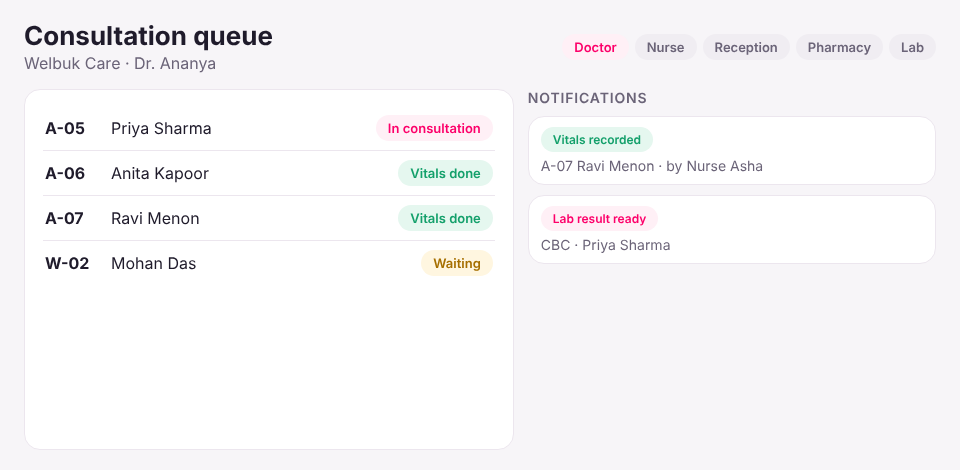 Consultation queue
Welbuk Care · Dr. Ananya
Doctor Nurse Reception Pharmacy Lab
A-05 Priya Sharma In consultation
A-06 Anita Kapoor Vitals done
A-07 Ravi Menon Vitals done
W-02 Mohan Das Waiting
NOTIFICATIONS
Vitals recorded
A-07 Ravi Menon · by Nurse Asha
Lab result ready
CBC · Priya Sharma